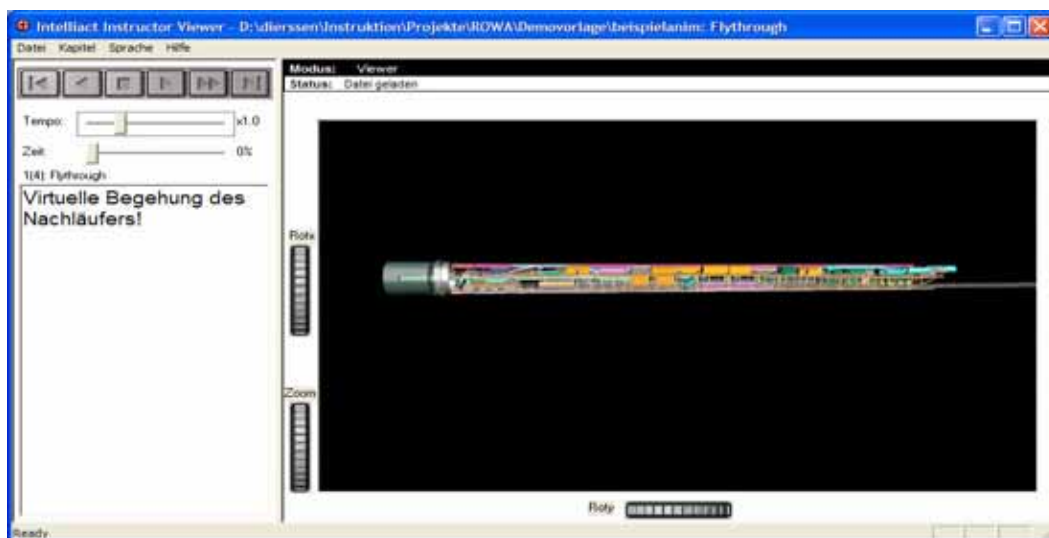 Intelliact Instructor Viewer - D:\dierssen\Instruktion\Projekte\ROWA\Demovorlage\beispielanim: Flythrough
Datei Kapitel Sprache Hilfe
Modus: Viewer
Status: Datei geladen
Tempo: x1.0
Zeit: 0%
1(4): Flythrough
Virtuelle Begehung des
Nachläufers!
Rotx
Zoom
Roty
Ready